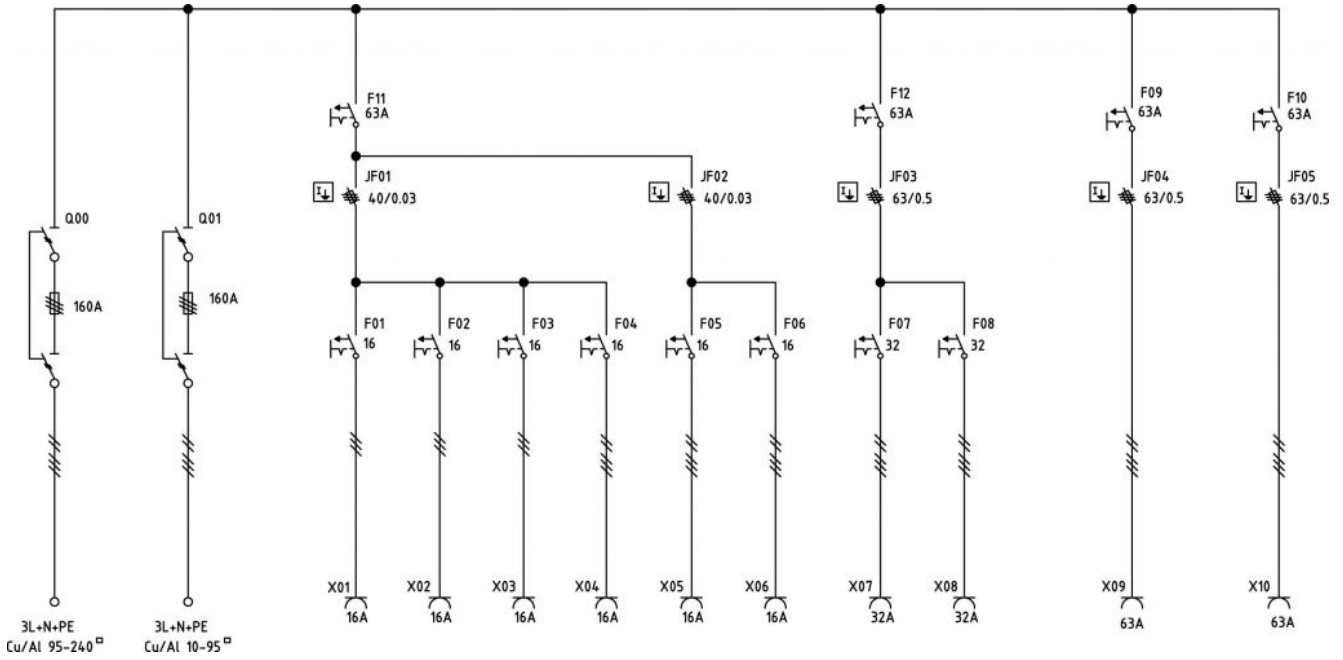 F11
63A
F12
63A
F09
63A
F10
63A
JF01
40/0.03
JF02
40/0.03
JF03
63/0.5
JF04
63/0.5
JF05
63/0.5
I
I
I
I
I
Q00
160A
Q01
160A
F01
16
F02
16
F03
16
F04
16
F05
16
F06
16
F07
32
F08
32
X01
16A
X02
16A
X03
16A
X04
16A
X05
16A
X06
16A
X07
32A
X08
32A
X09
63A
X10
63A
3L+N+PE
Cu/Al 95-240□
3L+N+PE
Cu/Al 10-95□